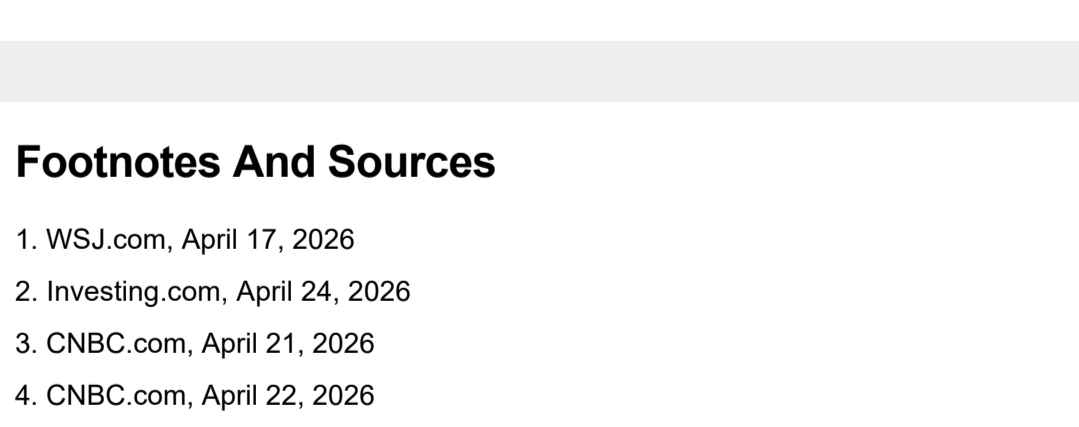 Footnotes And Sources
1. WSJ.com, April 17, 2026
2. Investing.com, April 24, 2026
3. CNBC.com, April 21, 2026
4. CNBC.com, April 22, 2026